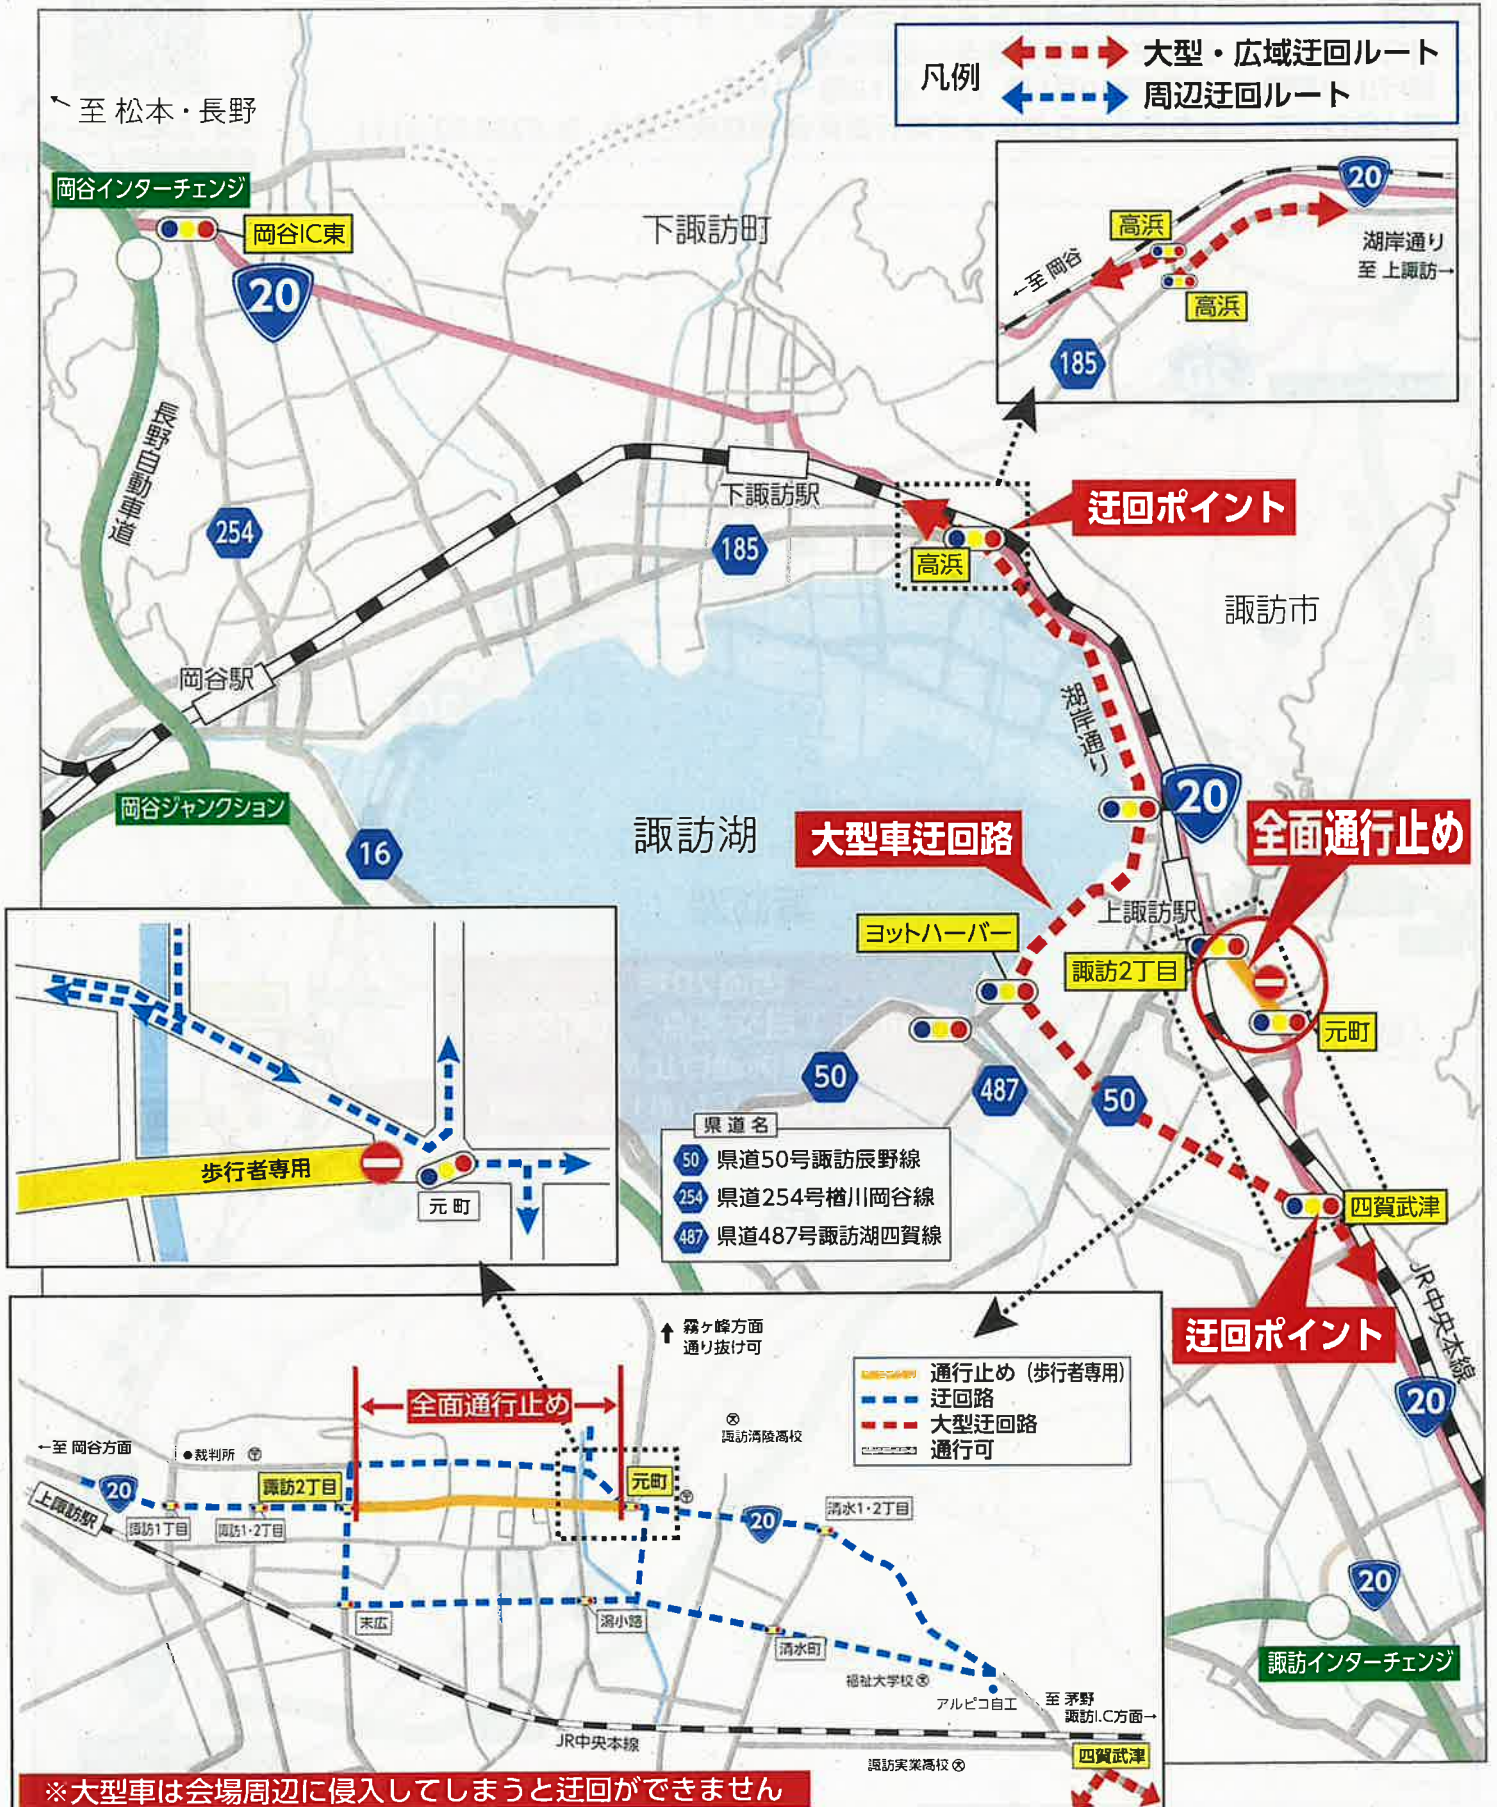 凡例
大型・広域迂回ルート
周辺迂回ルート
至 松本・長野
岡谷インターチェンジ
岡谷IC東
20
下諏訪町
20
高浜
湖岸通り
至 上諏訪→
←至 岡谷
高浜
185
長野自動車道
254
下諏訪駅
185
迂回ポイント
高浜
諏訪市
岡谷駅
湖岸通り
岡谷ジャンクション
16
諏訪湖
大型車迂回路
20
全面通行止め
上諏訪駅
ヨットハーバー
諏訪2丁目
元町
50
487
50
県道名
50 県道50号諏訪辰野線
254 県道254号楢川岡谷線
487 県道487号諏訪湖四賀線
四賀武津
迂回ポイント
JR中央本線
20
20
諏訪インターチェンジ
歩行者専用
元町
霧ヶ峰方面
通り抜け可
全面通行止め
通行止め（歩行者専用）
迂回路
大型迂回路
通行可
←至 岡谷方面
●裁判所
諏訪清陵高校
20
諏訪2丁目
元町
上諏訪駅
諏訪1丁目
諏訪1・2丁目
20
清水1・2丁目
末広
湯小路
清水町
福祉大学校
アルピコ自工
至 茅野
諏訪I.C方面→
JR中央本線
諏訪実業高校
四賀武津
※大型車は会場周辺に侵入してしまうと迂回ができません